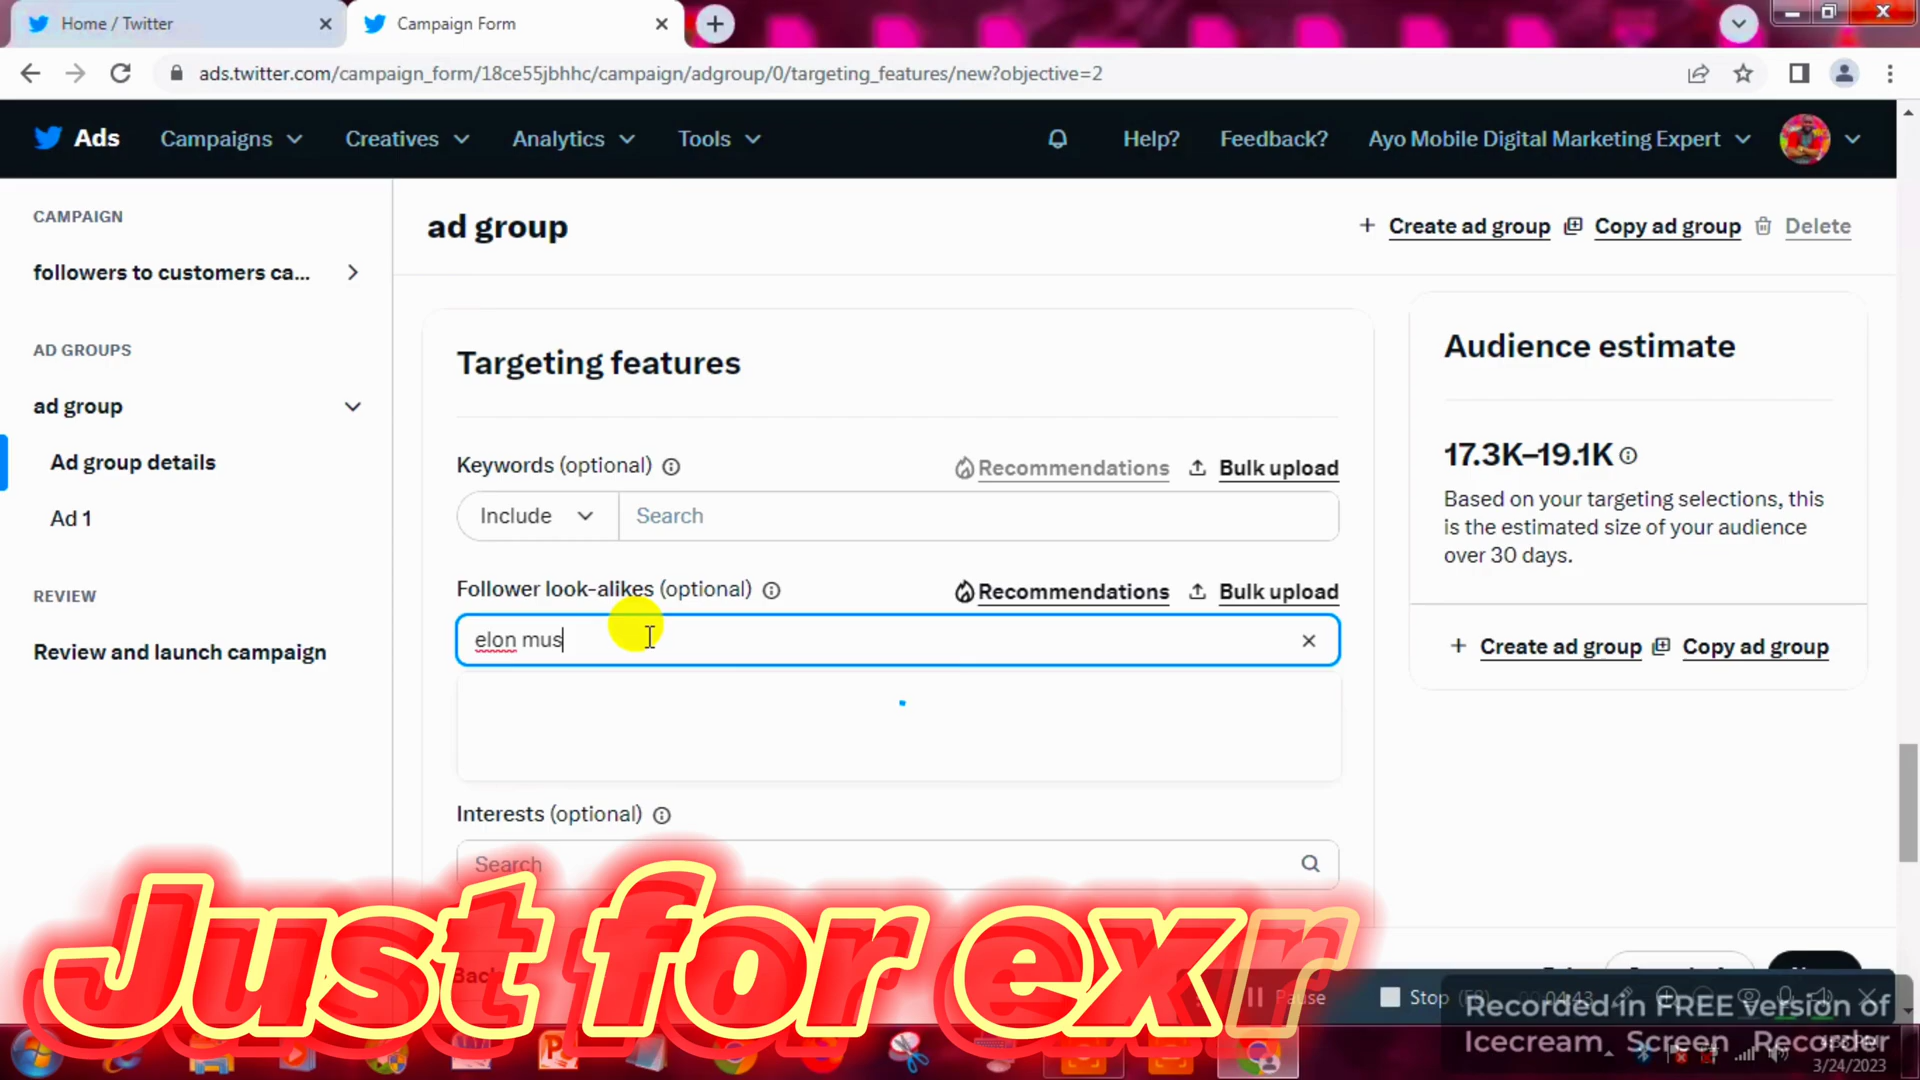 Home / Twitter
Campaign Form
ads.twitter.com/campaign_form/18ce55jbhhc/campaign/adgroup/0/targeting_features/new?objective=2
Ads
Campaigns
Creatives
Analytics
Tools
Help?
Feedback?
Ayo Mobile Digital Marketing Expert
CAMPAIGN
followers to customers ca...
AD GROUPS
ad group
Ad group details
Ad 1
REVIEW
Review and launch campaign
ad group
Create ad group
Copy ad group
Delete
Targeting features
Keywords (optional)
Recommendations
Bulk upload
Include
Search
Follower look-alikes (optional)
Recommendations
Bulk upload
elon mus
Interests (optional)
Search
Audience estimate
17.3K–19.1K
Based on your targeting selections, this
is the estimated size of your audience
over 30 days.
Create ad group
Copy ad group
Just for exr
Pause
Stop
Recorded in FREE version of
Icecream Screen Recorder
3/24/2023